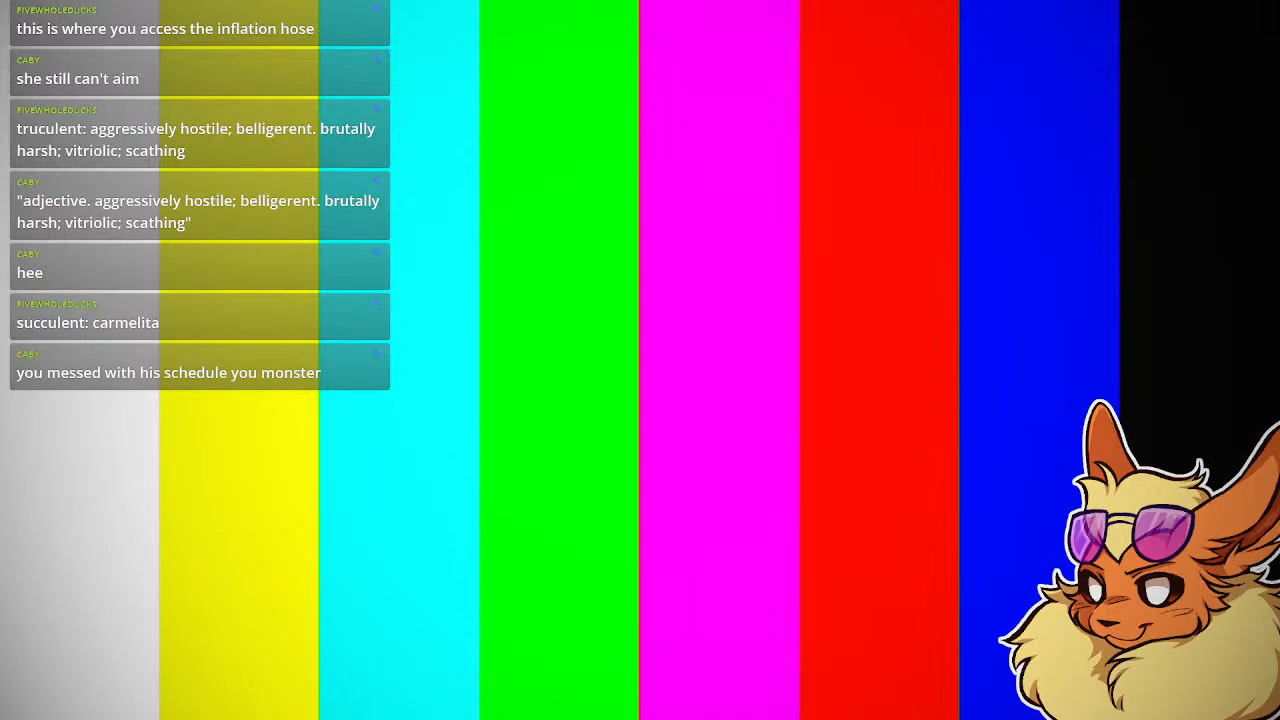 FIVEWHOLEDUCKS
this is where you access the inflation hose
CABY
she still can't aim
FIVEWHOLEDUCKS
truculent: aggressively hostile; belligerent. brutally
harsh; vitriolic; scathing
CABY
"adjective. aggressively hostile; belligerent. brutally
harsh; vitriolic; scathing"
CABY
hee
FIVEWHOLEDUCKS
succulent: carmelita
CABY
you messed with his schedule you monster